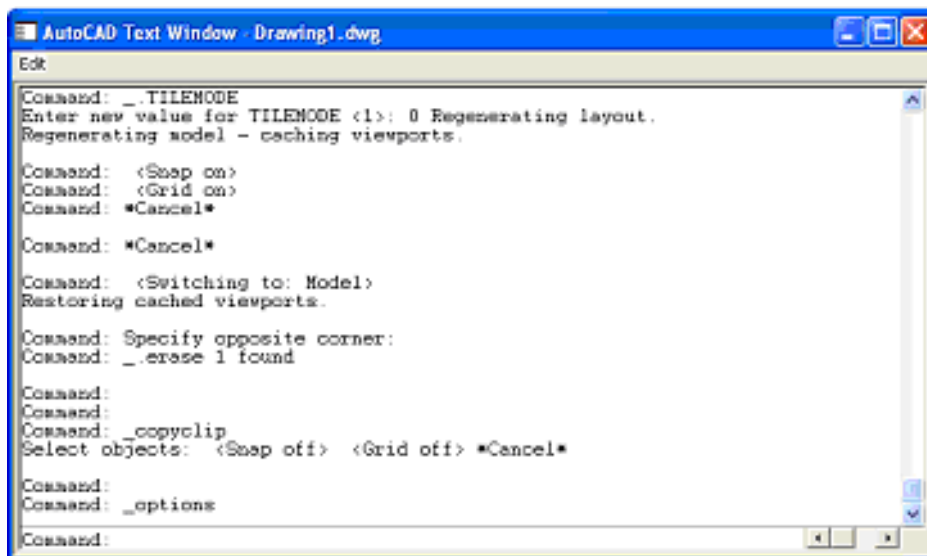 AutoCAD Text Window - Drawing1.dwg
Edit
Command: _.TILEMODE
Enter new value for TILEMODE <1>: 0 Regenerating layout.
Regenerating model - caching viewports.
Command: <Snap on>
Command: <Grid on>
Command: *Cancel*
Command: *Cancel*
Command: <Switching to: Model>
Restoring cached viewports.
Command: Specify opposite corner:
Command: _.erase 1 found
Command:
Command:
Command: _copyclip
Select objects: <Snap off> <Grid off> *Cancel*
Command:
Command: _options
Command: